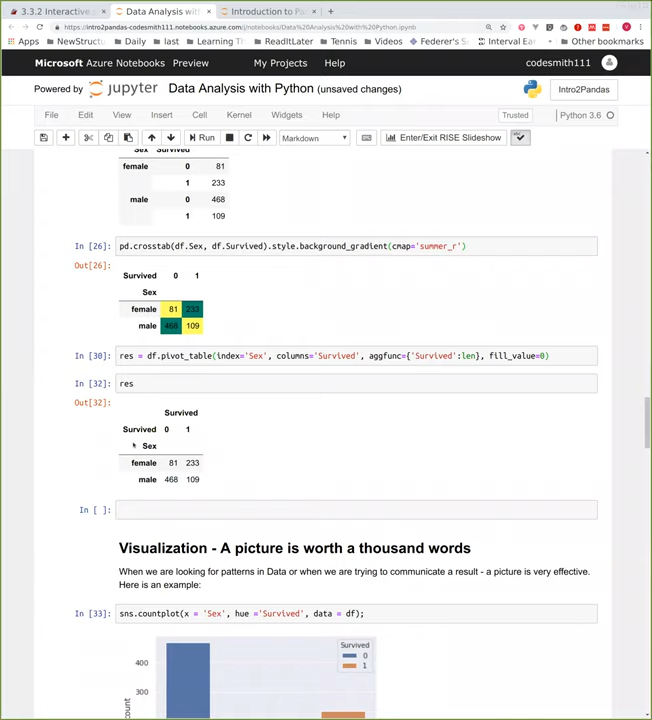 3.3.2 Interactive s
Data Analysis with
Introduction to Pa
https://intro2pandas-codesmith111.notebooks.azure.com/j/notebooks/Data%20Analysis%20with%20Python.ipynb
Apps NewStructu Daily last Learning Th ReadItLater Tennis Videos Federer's S Interval Ear » Other bookmarks
Microsoft Azure Notebooks Preview My Projects Help codesmith111
Powered by jupyter Data Analysis with Python (unsaved changes) Intro2Pandas
File Edit View Insert Cell Kernel Widgets Help Trusted Python 3.6
Run Markdown Enter/Exit RISE Slideshow
Sex Survived
female 0 81
1 233
male 0 468
1 109
In [26]: pd.crosstab(df.Sex, df.Survived).style.background_gradient(cmap='summer_r')
Out[26]:
Survived 0 1
Sex
female 81 233
male 468 109
In [30]: res = df.pivot_table(index='Sex', columns='Survived', aggfunc={'Survived':len}, fill_value=0)
In [32]: res
Out[32]:
Survived
Survived 0 1
Sex
female 81 233
male 468 109
In [ ]:
Visualization - A picture is worth a thousand words
When we are looking for patterns in Data or when we are trying to communicate a result - a picture is very effective.
Here is an example:
In [33]: sns.countplot(x = 'Sex', hue ='Survived', data = df);
Survived
0
1
400
300
count